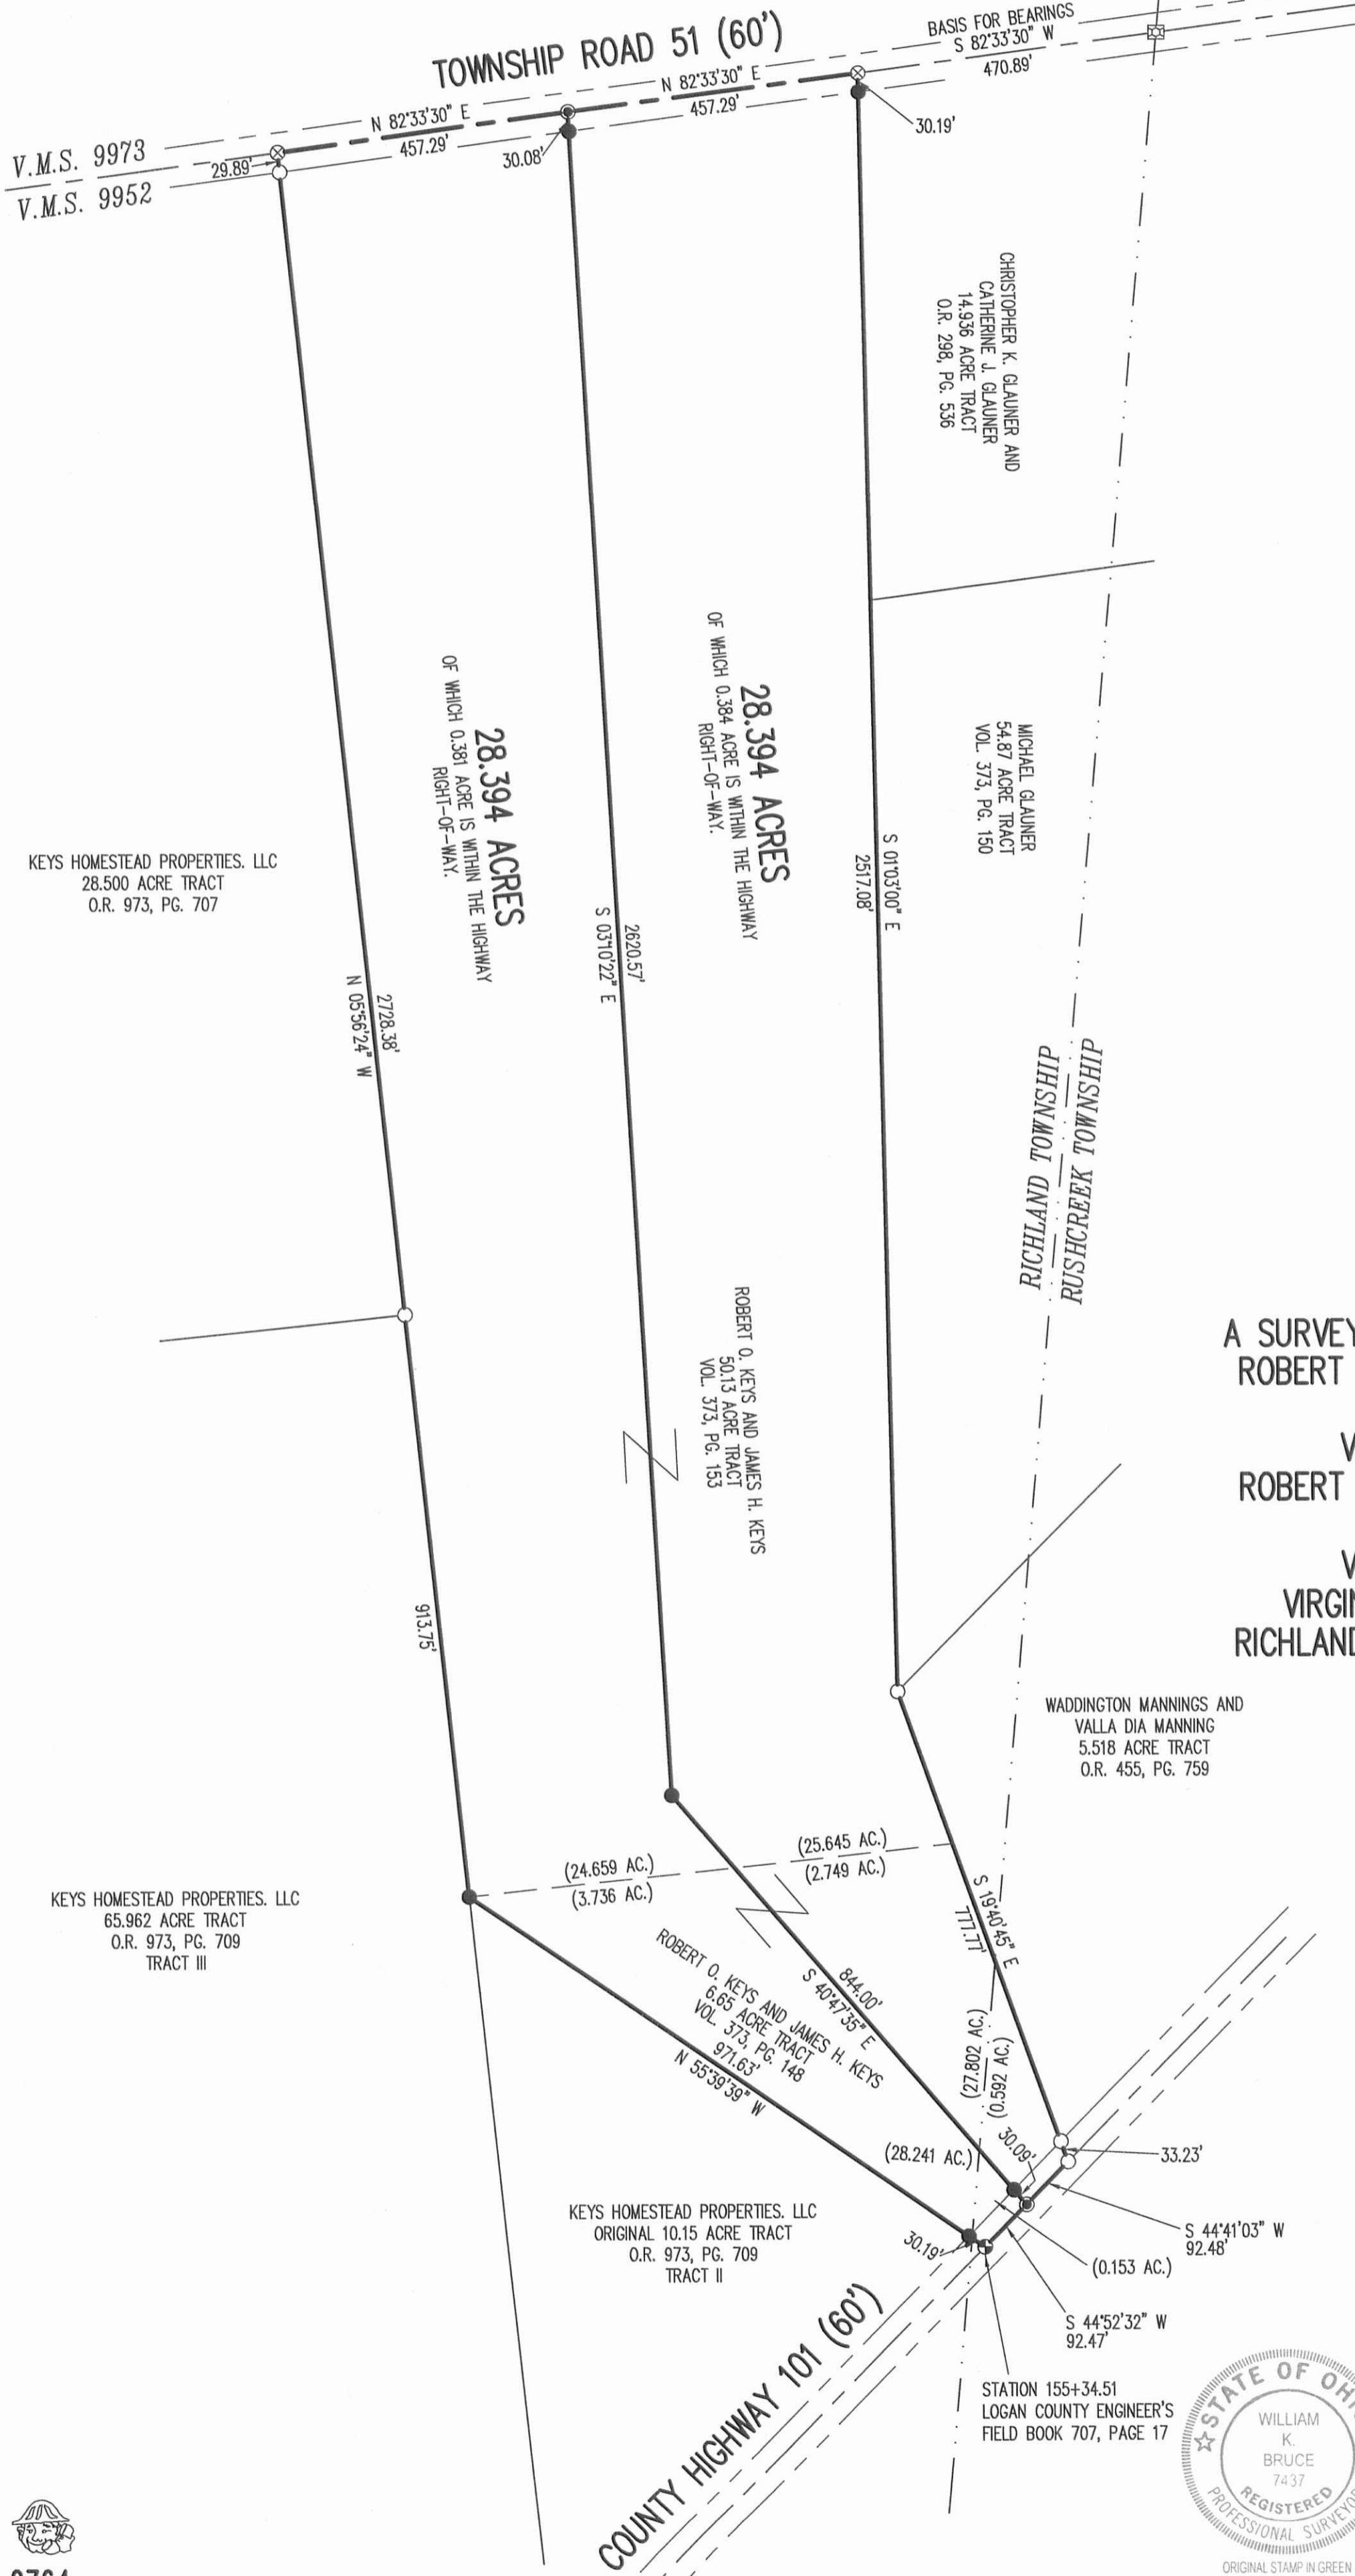 TOWNSHIP ROAD 51 (60')
BASIS FOR BEARINGS
S 82°33'30" W
470.89'
N 82°33'30" E
457.29'
N 82°33'30" E
457.29'
V.M.S. 9973
V.M.S. 9952
29.89'
30.08'
30.19'
CHRISTOPHER K. GLAUNER AND
CATHERINE J. GLAUNER
14.936 ACRE TRACT
O.R. 298, PG. 536
28.394 ACRES
OF WHICH 0.381 ACRE IS WITHIN THE HIGHWAY
RIGHT-OF-WAY.
28.394 ACRES
OF WHICH 0.384 ACRE IS WITHIN THE HIGHWAY
RIGHT-OF-WAY.
MICHAEL GLAUNER
54.87 ACRE TRACT
VOL. 373, PG. 150
KEYS HOMESTEAD PROPERTIES. LLC
28.500 ACRE TRACT
O.R. 973, PG. 707
S 01°03'00" E
2517.08'
2620.57'
S 03°10'22" E
2728.38'
N 05°56'24" W
RICHLAND TOWNSHIP
RUSHCREEK TOWNSHIP
ROBERT O. KEYS AND JAMES H. KEYS
50.13 ACRE TRACT
VOL. 373, PG. 153
A SURVEY
ROBERT
V
ROBERT
V
VIRGIN
RICHLAND
913.75'
WADDINGTON MANNINGS AND
VALLA DIA MANNING
5.518 ACRE TRACT
O.R. 455, PG. 759
(24.659 AC.)
(3.736 AC.)
(25.645 AC.)
(2.749 AC.)
KEYS HOMESTEAD PROPERTIES. LLC
65.962 ACRE TRACT
O.R. 973, PG. 709
TRACT III
S 19°40'45" E
777.77'
844.00'
S 40°47'35" E
ROBERT O. KEYS AND JAMES H. KEYS
6.65 ACRE TRACT
VOL. 373, PG. 148
971.63'
N 55°39'39" W
(27.802 AC.)
(0.592 AC.)
30.09'
(28.241 AC.)
33.23'
KEYS HOMESTEAD PROPERTIES. LLC
ORIGINAL 10.15 ACRE TRACT
O.R. 973, PG. 709
TRACT II
30.19'
S 44°41'03" W
92.48'
(0.153 AC.)
S 44°52'32" W
92.47'
COUNTY HIGHWAY 101 (60')
STATION 155+34.51
LOGAN COUNTY ENGINEER'S
FIELD BOOK 707, PAGE 17
STATE OF OHI
WILLIAM
K.
BRUCE
7437
REGISTERED
PROFESSIONAL SURVEYOR
ORIGINAL STAMP IN GREEN